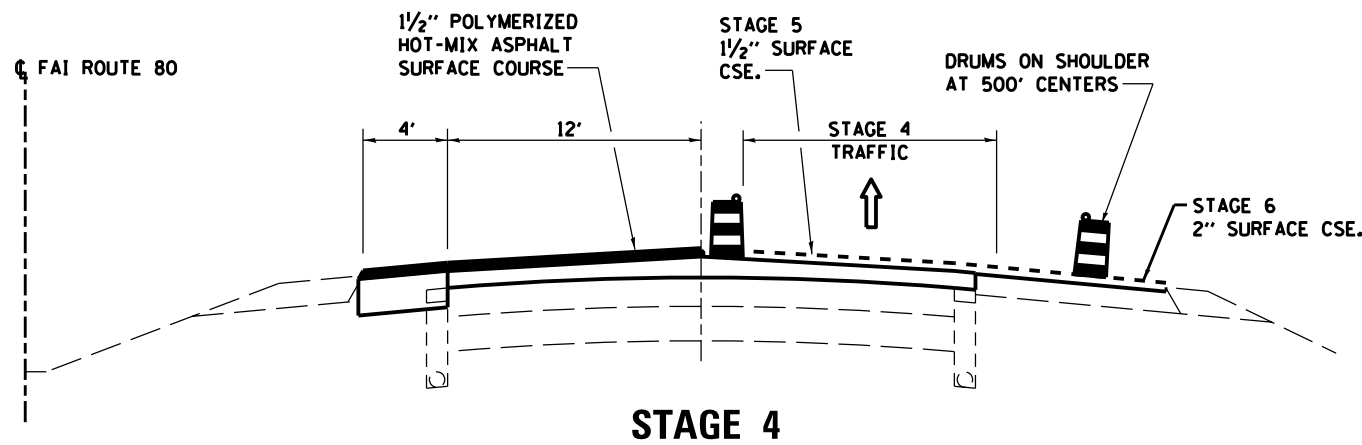 ℄ FAI ROUTE 80
1½" POLYMERIZED
HOT-MIX ASPHALT
SURFACE COURSE
STAGE 5
1½" SURFACE
CSE.
DRUMS ON SHOULDER
AT 500' CENTERS
4'
12'
STAGE 4
TRAFFIC
STAGE 6
2" SURFACE CSE.
STAGE 4